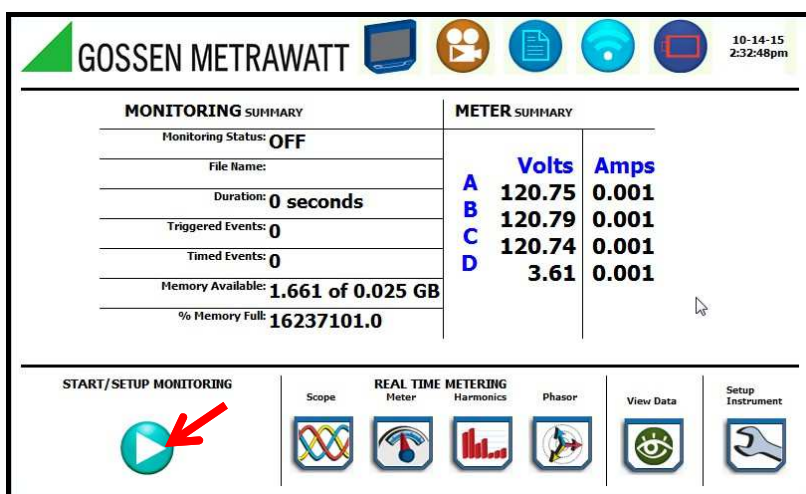 GOSSEN METRAWATT
10-14-15
2:32:48pm
MONITORING SUMMARY
Monitoring Status: OFF
File Name:
Duration: 0 seconds
Triggered Events: 0
Timed Events: 0
Memory Available: 1.661 of 0.025 GB
% Memory Full: 16237101.0
METER SUMMARY
Volts Amps
A 120.75 0.001
B 120.79 0.001
C 120.74 0.001
D 3.61 0.001
START/SETUP MONITORING
REAL TIME METERING
Scope Meter Harmonics Phasor
View Data
Setup
Instrument